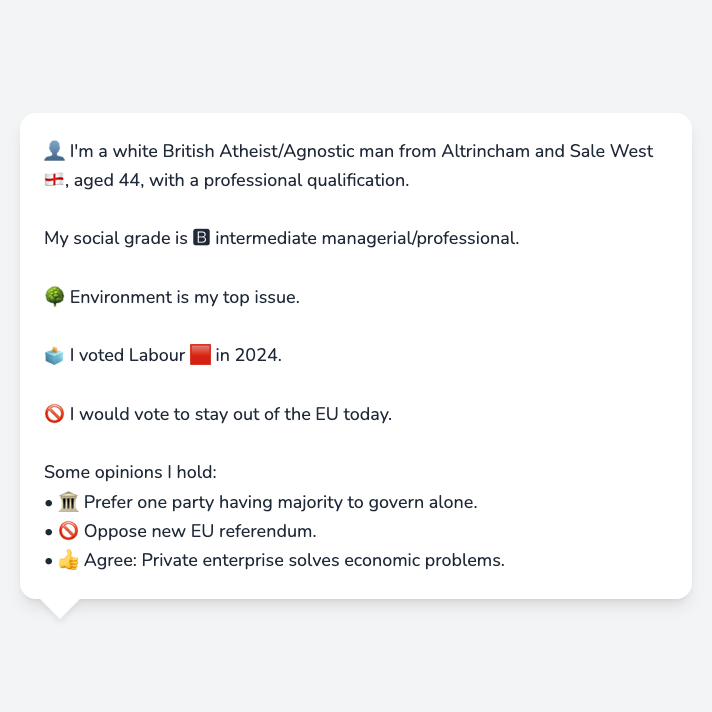 👤 I'm a white British Atheist/Agnostic man from Altrincham and Sale West
🏴󠁧󠁢󠁥󠁮󠁧󠁿, aged 44, with a professional qualification.
My social grade is 🅱 intermediate managerial/professional.
🌳 Environment is my top issue.
🗳️ I voted Labour 🟥 in 2024.
🚫 I would vote to stay out of the EU today.
Some opinions I hold:
• 🏛️ Prefer one party having majority to govern alone.
• 🚫 Oppose new EU referendum.
• 👍 Agree: Private enterprise solves economic problems.